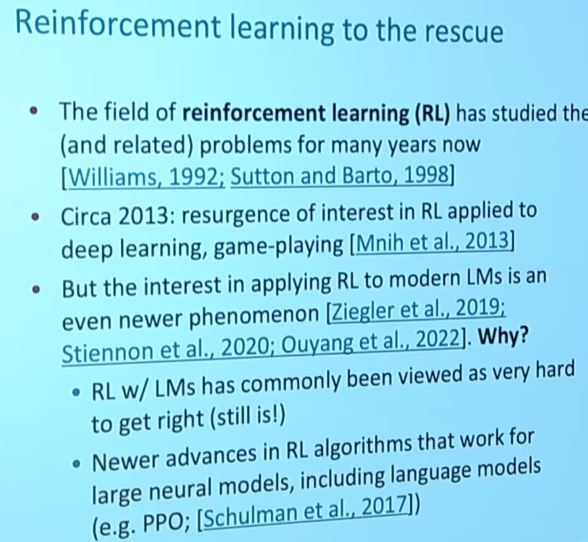 Reinforcement learning to the rescue
• The field of reinforcement learning (RL) has studied the
(and related) problems for many years now
[Williams, 1992; Sutton and Barto, 1998]
• Circa 2013: resurgence of interest in RL applied to
deep learning, game-playing [Mnih et al., 2013]
• But the interest in applying RL to modern LMs is an
even newer phenomenon [Ziegler et al., 2019;
Stiennon et al., 2020; Ouyang et al., 2022]. Why?
• RL w/ LMs has commonly been viewed as very hard
to get right (still is!)
• Newer advances in RL algorithms that work for
large neural models, including language models
(e.g. PPO; [Schulman et al., 2017])